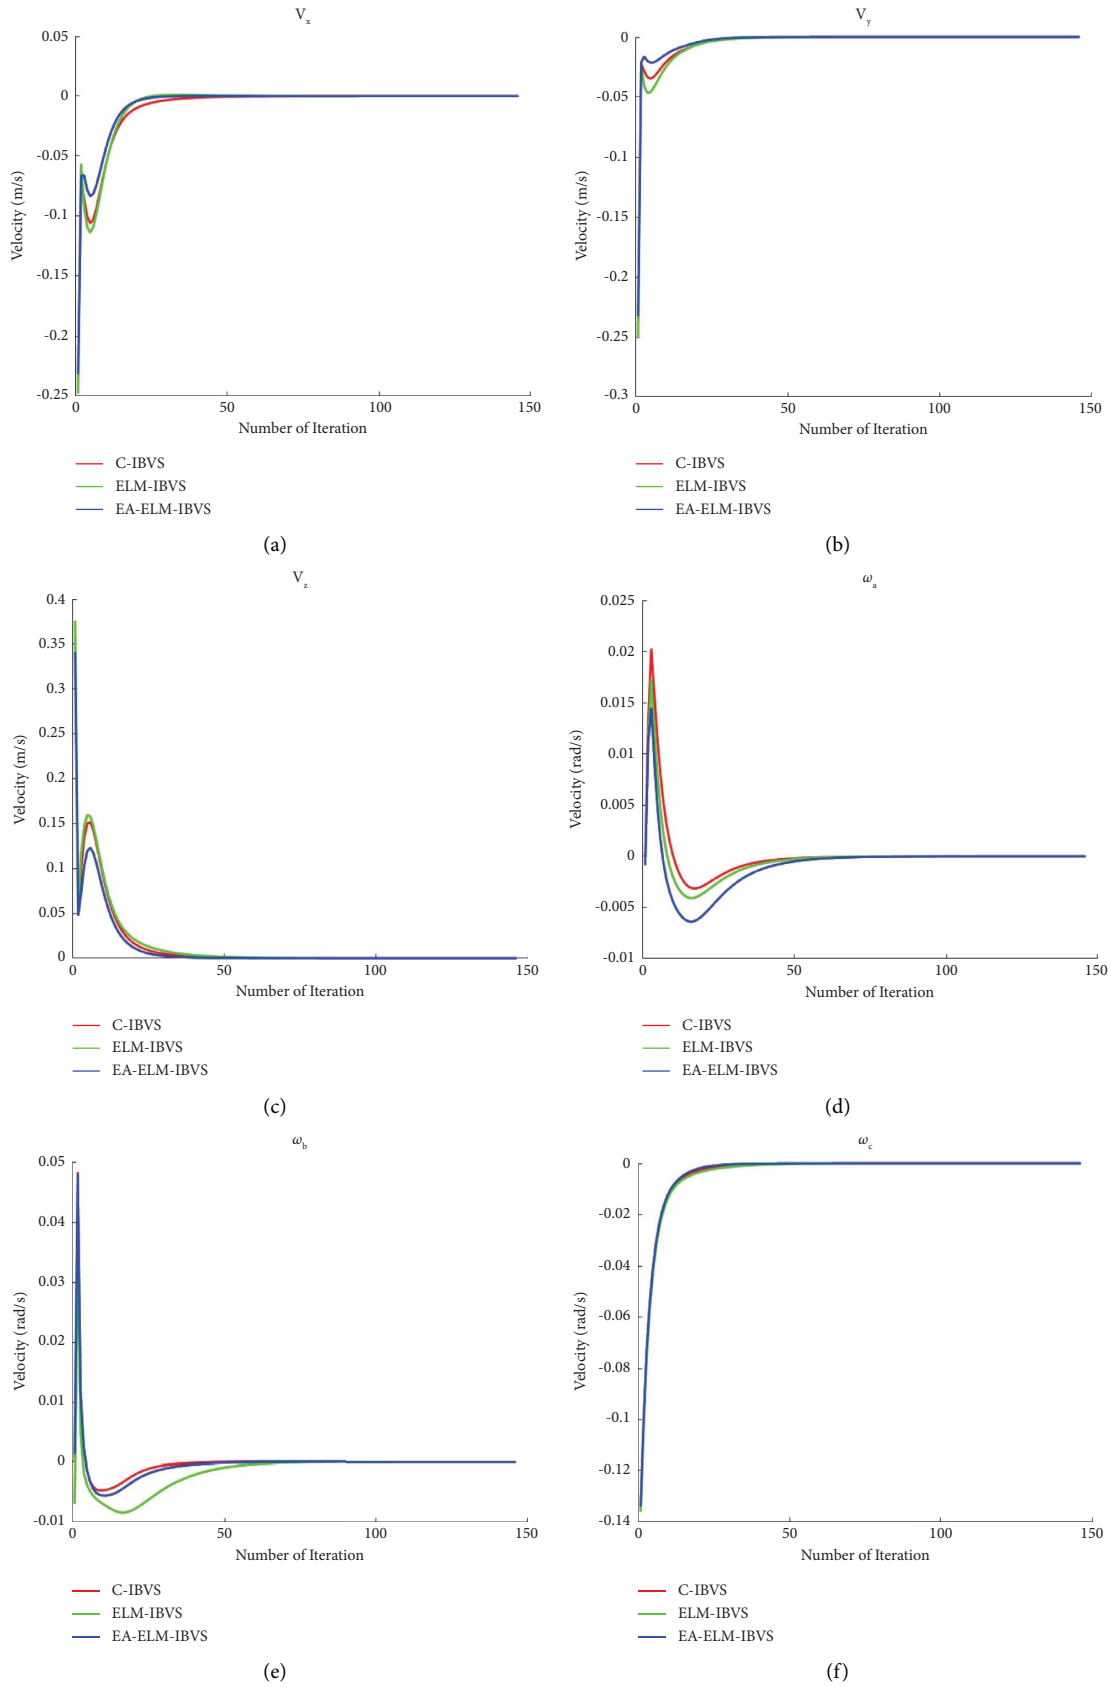 V_x
0.05
0
-0.05
-0.1
-0.15
-0.2
-0.25
Velocity (m/s)
0 50 100 150
Number of Iteration
C-IBVS
ELM-IBVS
EA-ELM-IBVS
(a)
V_y
0
-0.05
-0.1
-0.15
-0.2
-0.25
-0.3
Velocity (m/s)
0 50 100 150
Number of Iteration
C-IBVS
ELM-IBVS
EA-ELM-IBVS
(b)
V_z
0.4
0.35
0.3
0.25
0.2
0.15
0.1
0.05
0
Velocity (m/s)
0 50 100 150
Number of Iteration
C-IBVS
ELM-IBVS
EA-ELM-IBVS
(c)
ω_a
0.025
0.02
0.015
0.01
0.005
0
-0.005
-0.01
Velocity (rad/s)
0 50 100 150
Number of Iteration
C-IBVS
ELM-IBVS
EA-ELM-IBVS
(d)
ω_b
0.05
0.04
0.03
0.02
0.01
0
-0.01
Velocity (rad/s)
0 50 100 150
Number of Iteration
C-IBVS
ELM-IBVS
EA-ELM-IBVS
(e)
ω_c
0
-0.02
-0.04
-0.06
-0.08
-0.1
-0.12
-0.14
Velocity (rad/s)
0 50 100 150
Number of Iteration
C-IBVS
ELM-IBVS
EA-ELM-IBVS
(f)